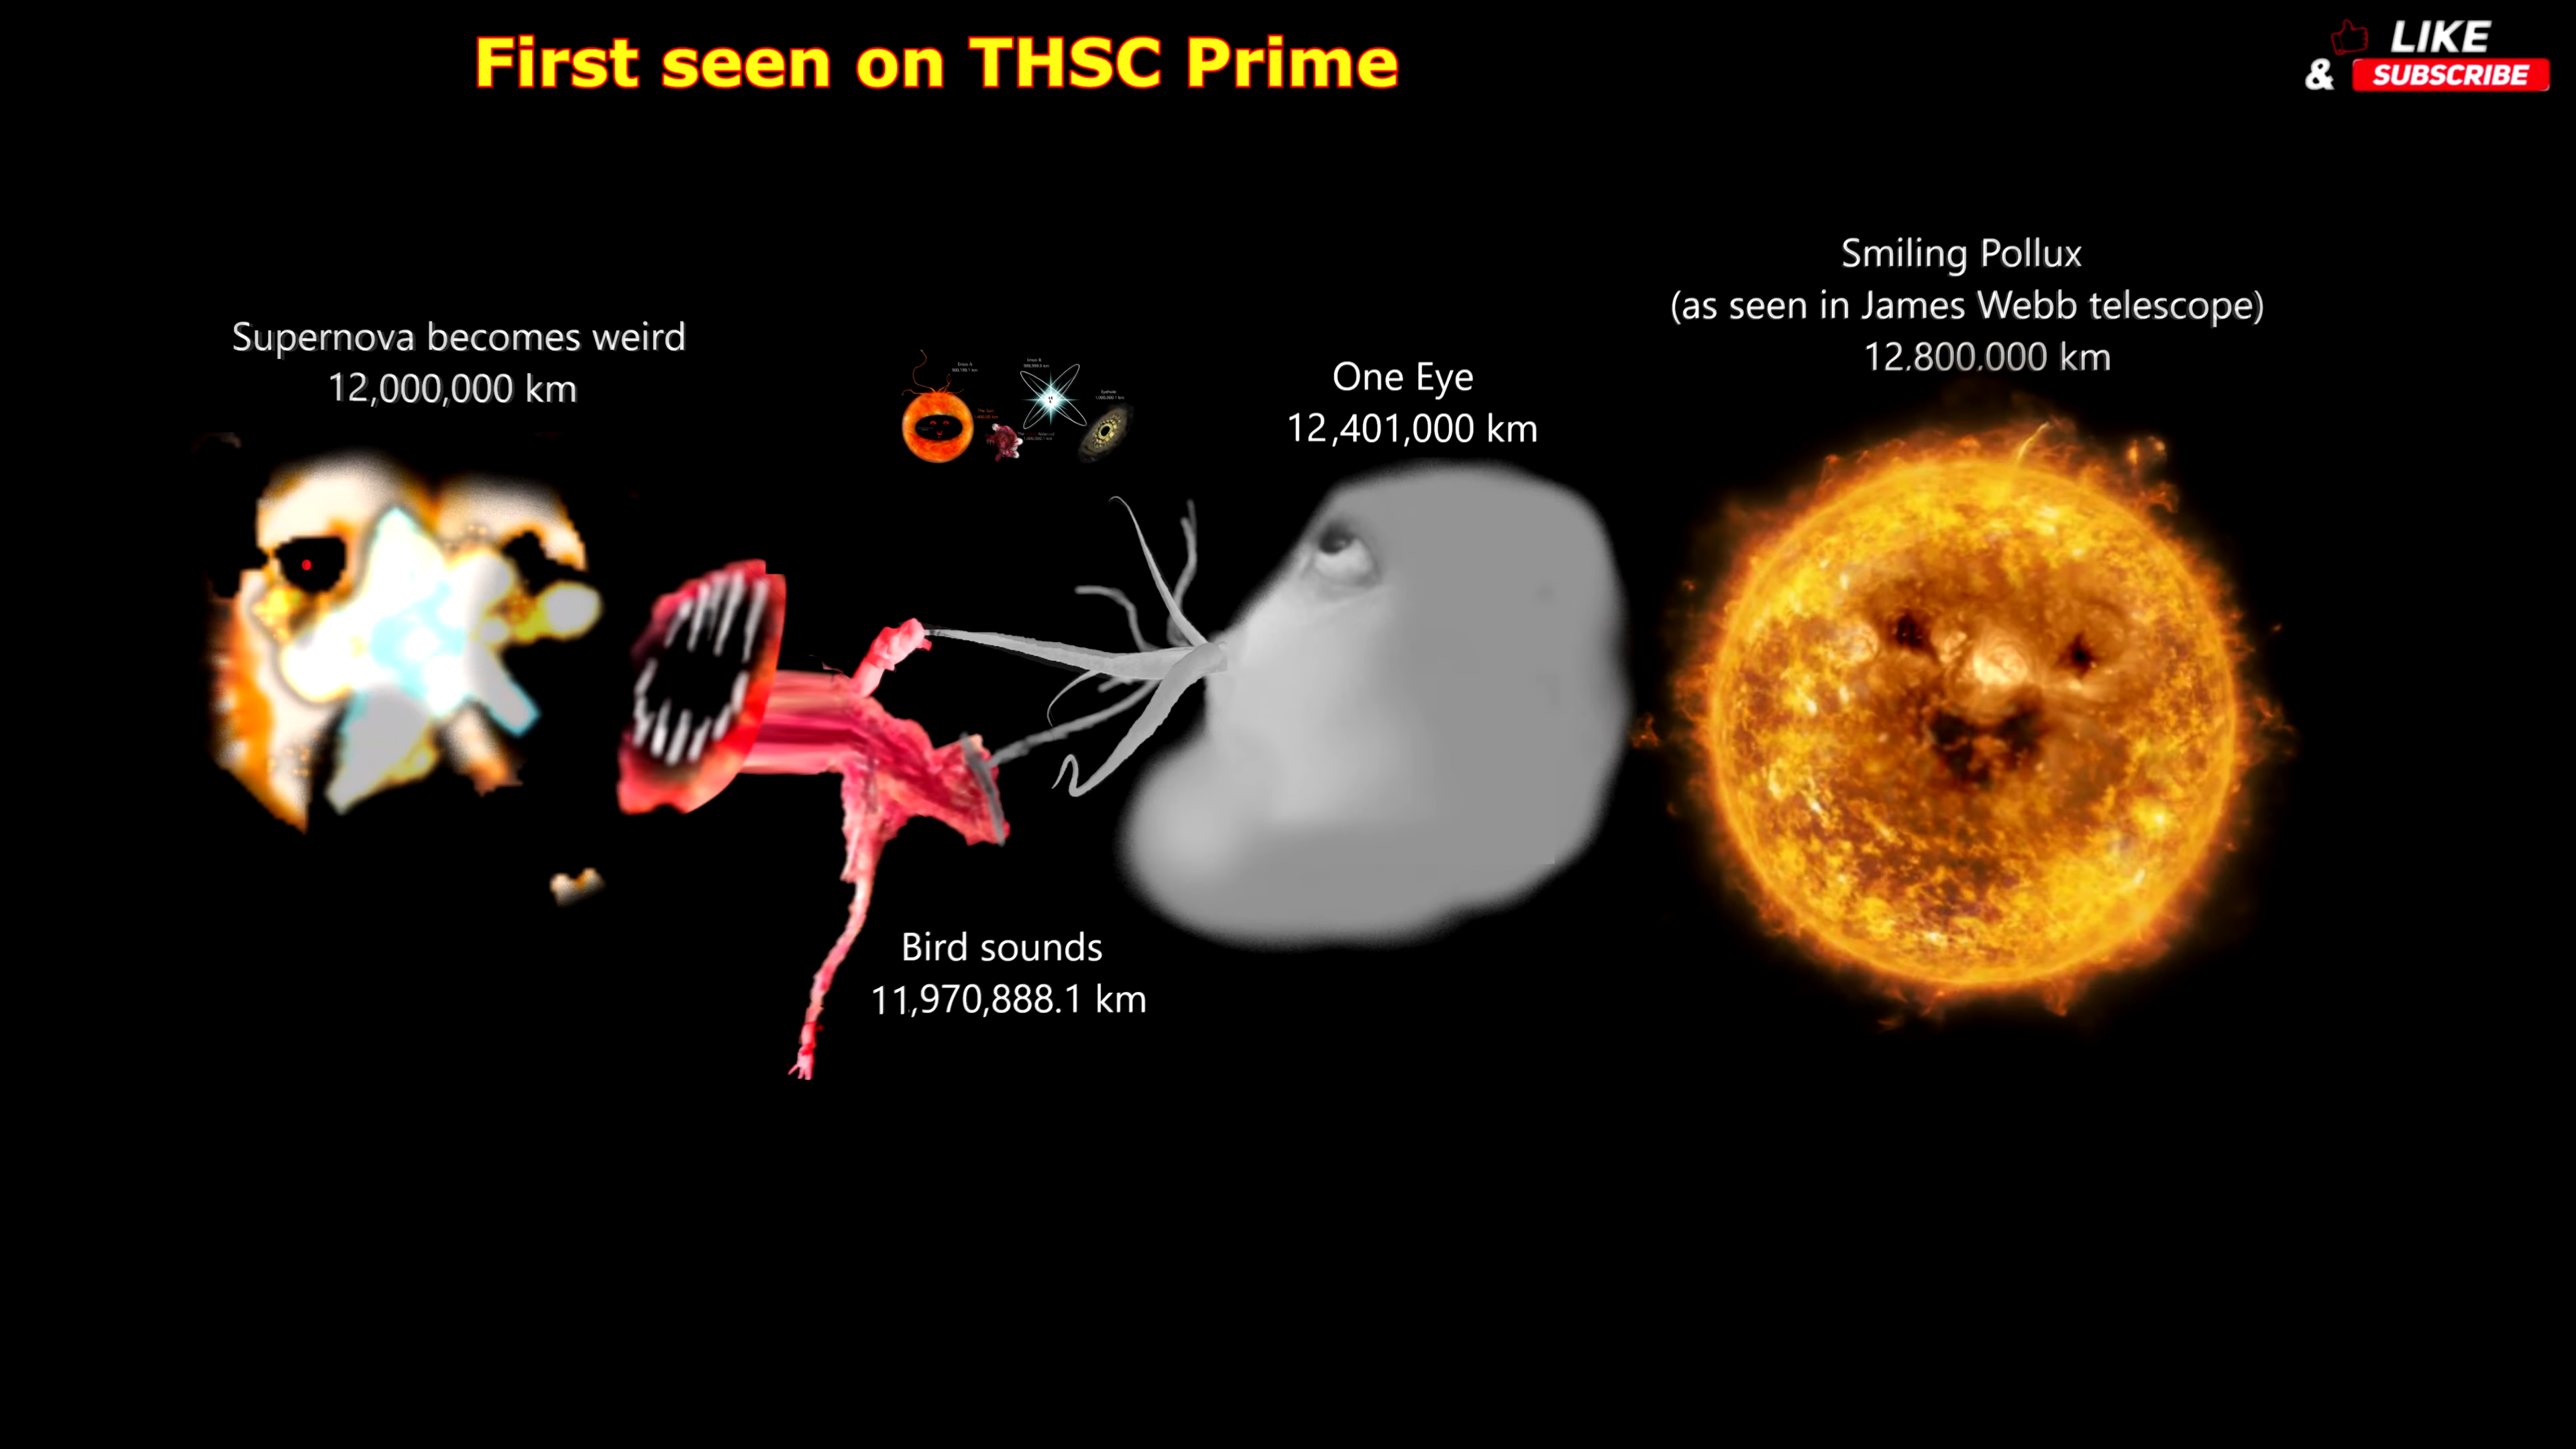 First seen on THSC Prime
LIKE
& SUBSCRIBE
Smiling Pollux
(as seen in James Webb telescope)
12,800,000 km
Supernova becomes weird
12,000,000 km
One Eye
12,401,000 km
Bird sounds
11,970,888.1 km